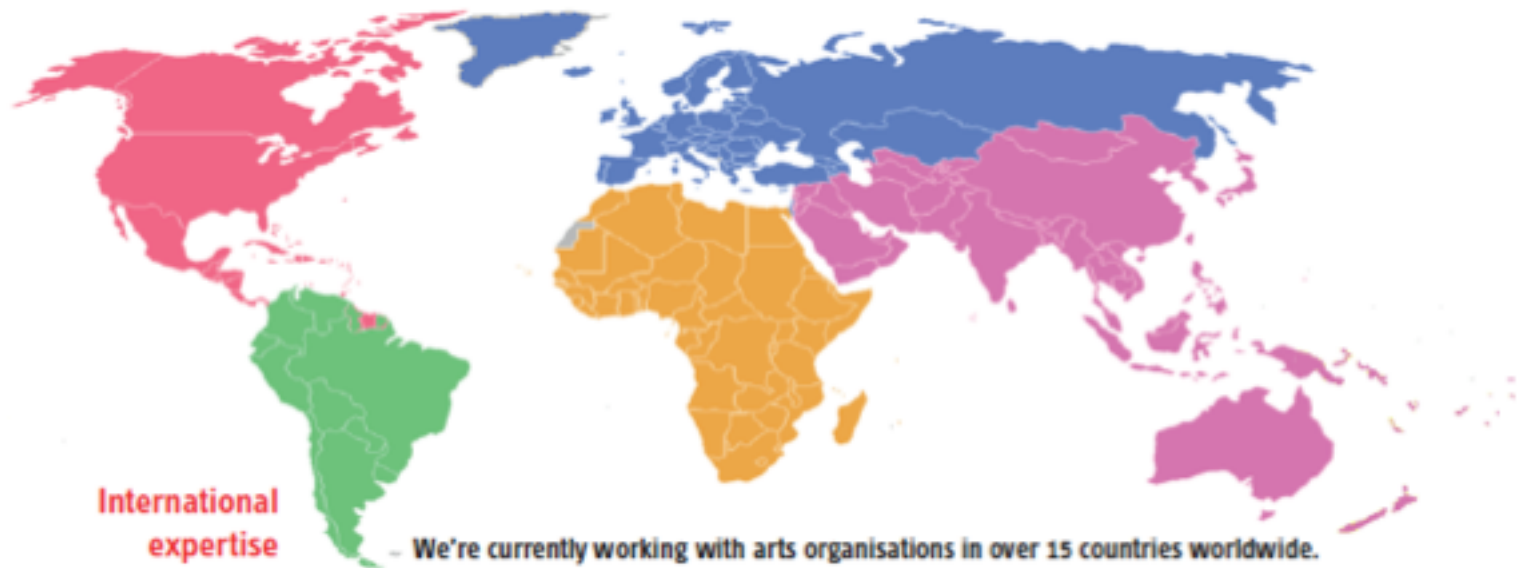 International
expertise
We're currently working with arts organisations in over 15 countries worldwide.